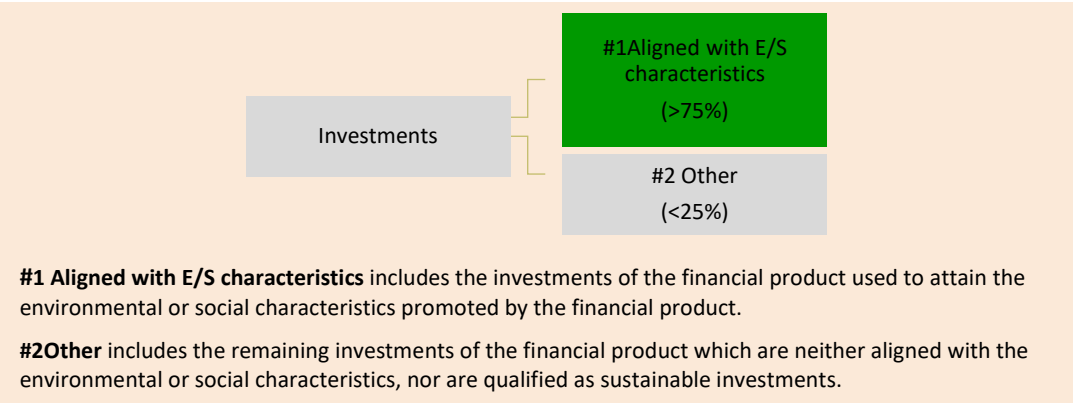 #1Aligned with E/S
characteristics
(>75%)
Investments
#2 Other
(<25%)
#1 Aligned with E/S characteristics includes the investments of the financial product used to attain the
environmental or social characteristics promoted by the financial product.
#2Other includes the remaining investments of the financial product which are neither aligned with the
environmental or social characteristics, nor are qualified as sustainable investments.